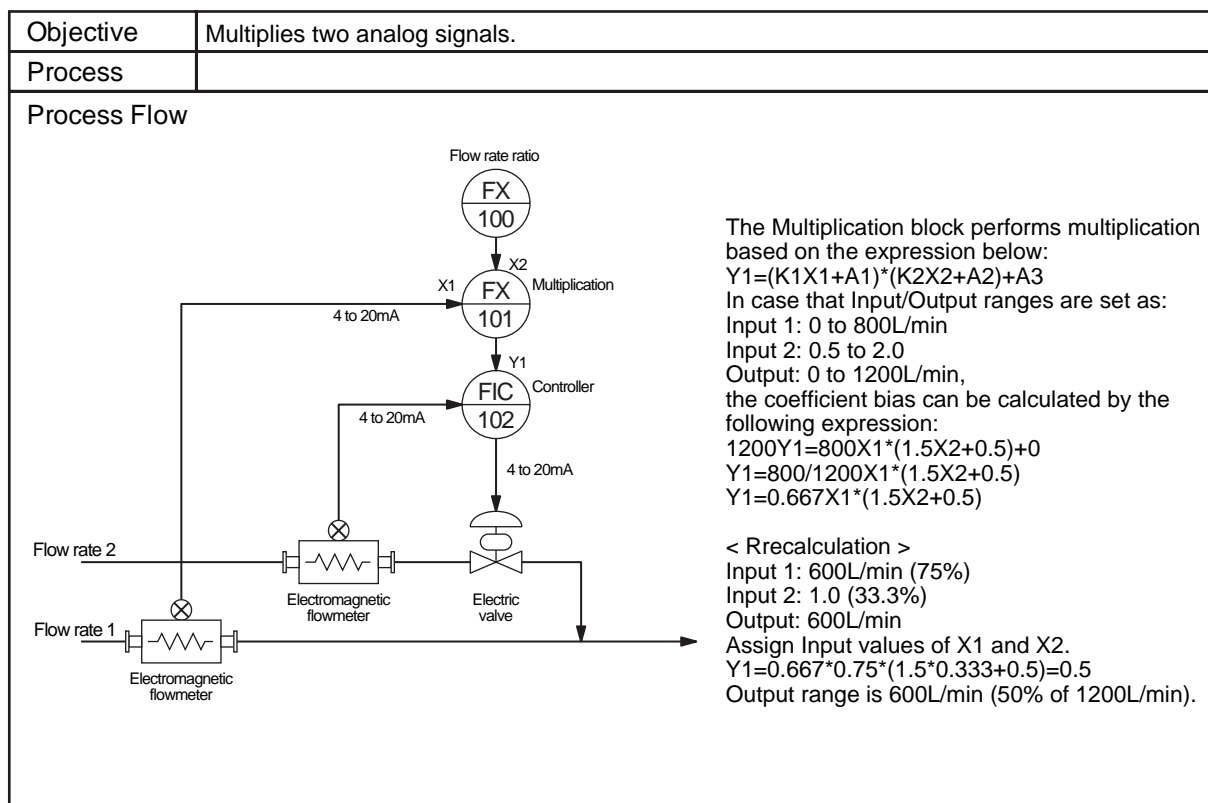 Objective
Multiplies two analog signals.
Process
Process Flow
Flow rate ratio
FX
100
X2
X1
FX
101
Multiplication
4 to 20mA
Y1
FIC
102
Controller
4 to 20mA
4 to 20mA
Flow rate 2
Electromagnetic
flowmeter
Electric
valve
Flow rate 1
Electromagnetic
flowmeter
The Multiplication block performs multiplication
based on the expression below:
Y1=(K1X1+A1)*(K2X2+A2)+A3
In case that Input/Output ranges are set as:
Input 1: 0 to 800L/min
Input 2: 0.5 to 2.0
Output: 0 to 1200L/min,
the coefficient bias can be calculated by the
following expression:
1200Y1=800X1*(1.5X2+0.5)+0
Y1=800/1200X1*(1.5X2+0.5)
Y1=0.667X1*(1.5X2+0.5)
< Rrecalculation >
Input 1: 600L/min (75%)
Input 2: 1.0 (33.3%)
Output: 600L/min
Assign Input values of X1 and X2.
Y1=0.667*0.75*(1.5*0.333+0.5)=0.5
Output range is 600L/min (50% of 1200L/min).